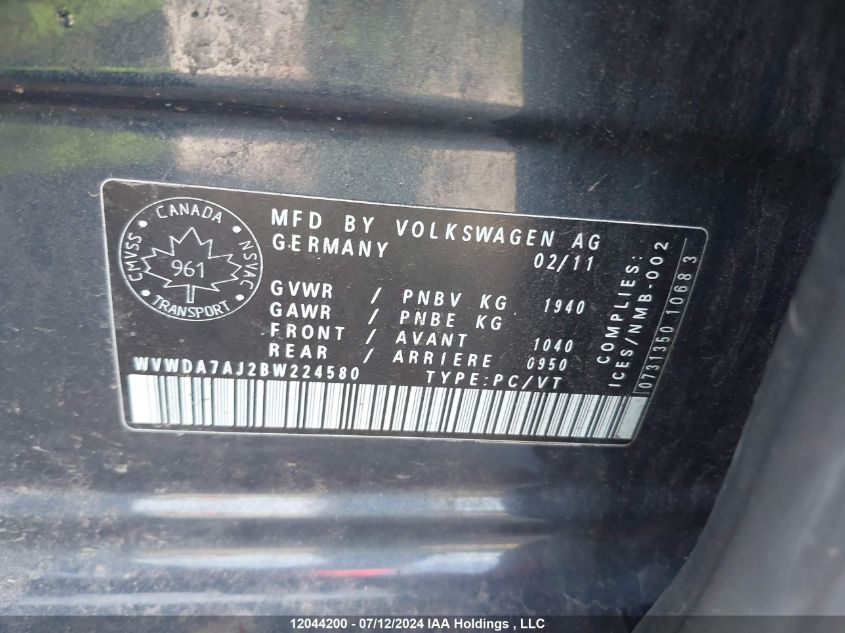 CANADA
CMVSS
NSVAC
961
TRANSPORT
MFD BY VOLKSWAGEN AG
GERMANY 02/11
GVWR / PNBV KG 1940
GAWR / PNBE KG
FRONT / AVANT 1040
REAR / ARRIERE 0950
WVWDA7AJ2BW224580 TYPE:PC/VT
COMPLIES:
ICES/NMB-002
0731350 1068 3
12044200 - 07/12/2024 IAA Holdings , LLC